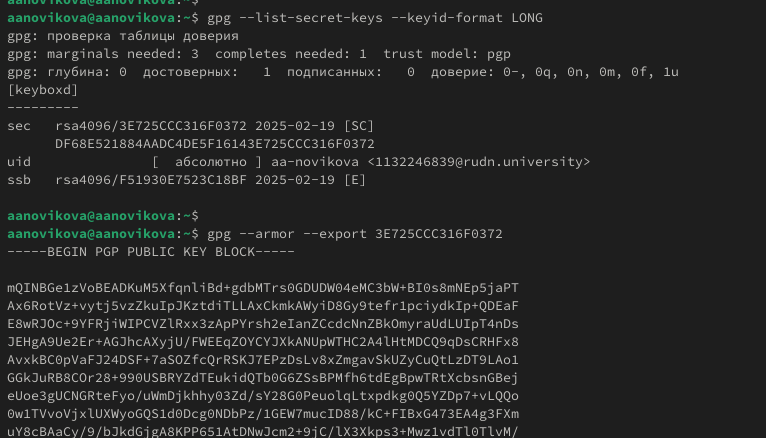 aanovikova@aanovikova:~$ gpg --list-secret-keys --keyid-format LONG
gpg: проверка таблицы доверия
gpg: marginals needed: 3  completes needed: 1  trust model: pgp
gpg: глубина: 0  достоверных:   1  подписанных:   0  доверие: 0-, 0q, 0n, 0m, 0f, 1u
[keyboxd]
---------
sec   rsa4096/3E725CCC316F0372 2025-02-19 [SC]
      DF68E521884AADC4DE5F16143E725CCC316F0372
uid              [  абсолютно ] aa-novikova <1132246839@rudn.university>
ssb   rsa4096/F51930E7523C18BF 2025-02-19 [E]
aanovikova@aanovikova:~$
aanovikova@aanovikova:~$ gpg --armor --export 3E725CCC316F0372
-----BEGIN PGP PUBLIC KEY BLOCK-----
mQINBGe1zVoBEADKuM5XfqnliBd+gdbMTrs0GDUDW04eMC3bW+BI0s8mNEp5jaPT
Ax6RotVz+vytj5vzZkuIpJKztdiTLLAxCkmkAWyiD8Gy9tefr1pciydkIp+QDEaF
E8wRJOc+9YFRjiWIPCVZlRxx3zApPYrsh2eIanZCcdcNnZBkOmyraUdLUIpT4nDs
JEHgA9Ue2Er+AGJhcAXyjU/FWEEqZOYCYJXkANUpWTHC2A4lHtMDCQ9qDsCRHFx8
AvxkBC0pVaFJ24DSF+7aSOZfcQrRSKJ7EPzDsLv8xZmgavSkUZyCuQtLzDT9LAo1
GGkJuRB8COr28+990USBRYZdTEukidQTb0G6ZSsBPMfh6tdEgBpwTRtXcbsnGBej
eUoe3gUCNGRteFyo/uWmDjkhhy03Zd/sY28G0PeuolqLtxpdkg0Q5YZDp7+vLQQo
0w1TVvoVjxlUXWyoGQS1d0Dcg0NDbPz/1GEW7mucID88/kC+FIBxG473EA4g3FXm
uY8cBAaCy/9/bJkdGjgA8KPP651AtDNwJcm2+9jC/lX3Xkps3+Mwz1vdTl0TlvM/